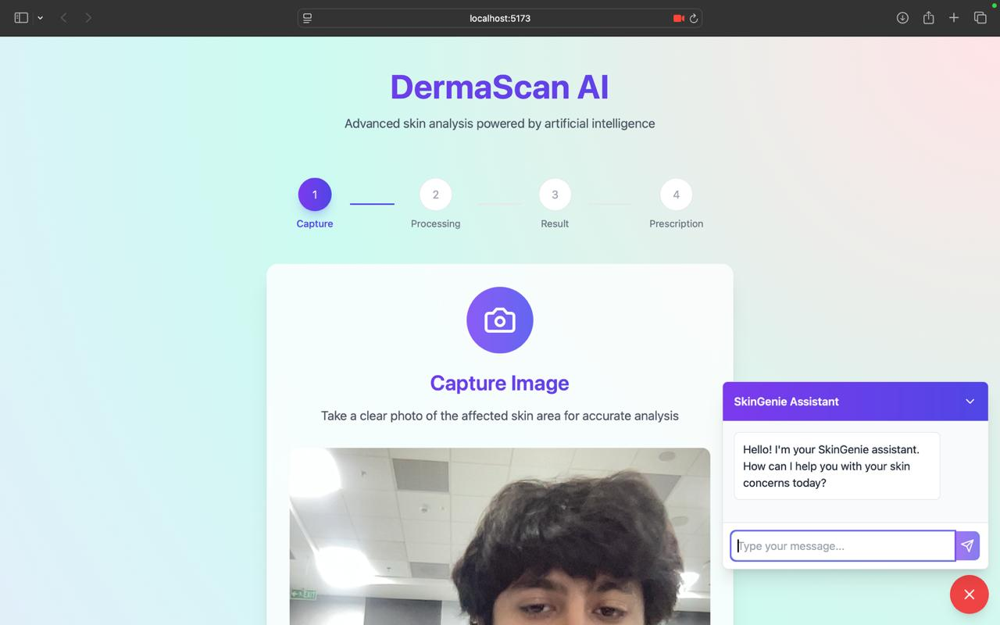 localhost:5173
DermaScan AI
Advanced skin analysis powered by artificial intelligence
1
2
3
4
Capture
Processing
Result
Prescription
Capture Image
Take a clear photo of the affected skin area for accurate analysis
EXIT
SkinGenie Assistant
Hello! I'm your SkinGenie assistant.
How can I help you with your skin
concerns today?
Type your message...